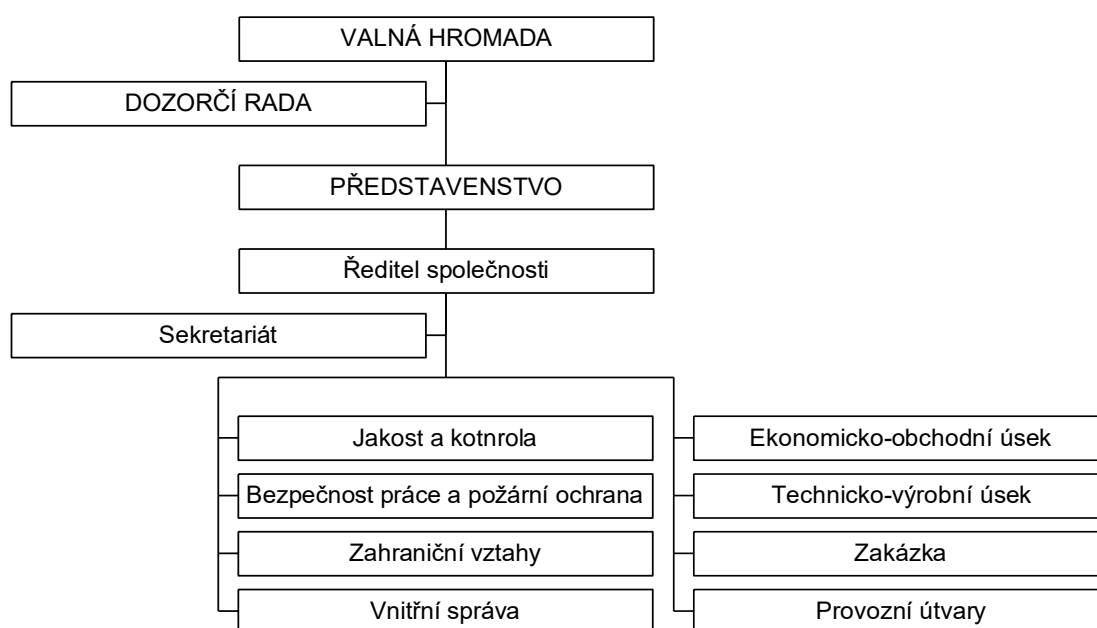 VALNÁ HROMADA
DOZORČÍ RADA
PŘEDSTAVENSTVO
Ředitel společnosti
Sekretariát
Jakost a kotnrola
Bezpečnost práce a požární ochrana
Zahraniční vztahy
Vnitřní správa
Ekonomicko-obchodní úsek
Technicko-výrobní úsek
Zakázka
Provozní útvary